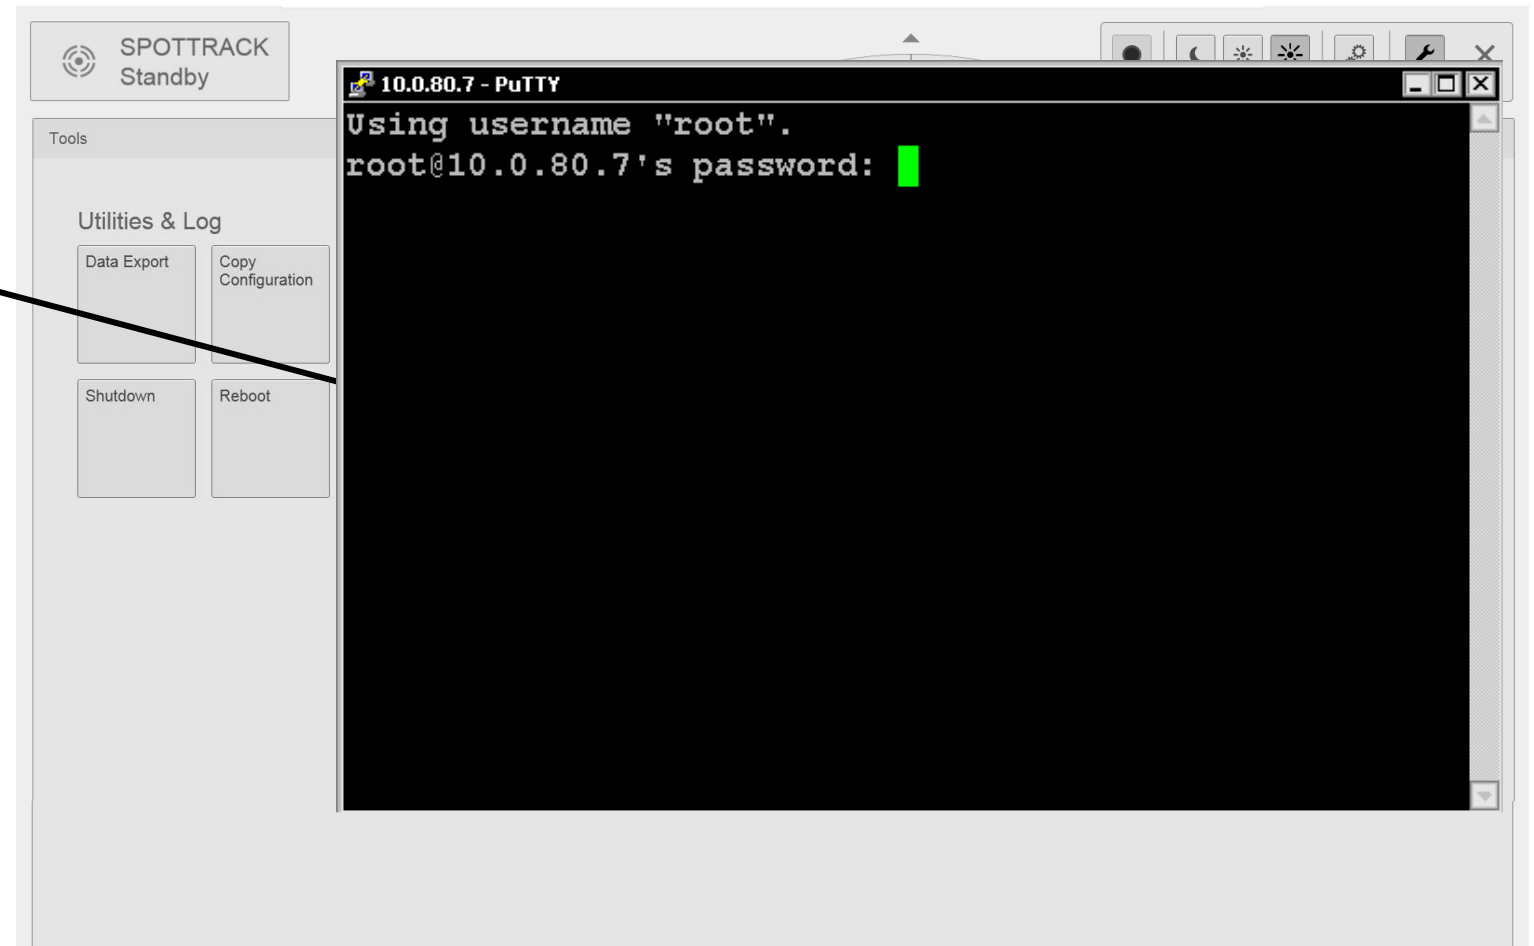 SPOTTRACK
Standby
10.0.80.7 - PuTTY
Using username "root".
root@10.0.80.7's password:
Tools
Utilities & Log
Data Export
Copy
Configuration
Shutdown
Reboot